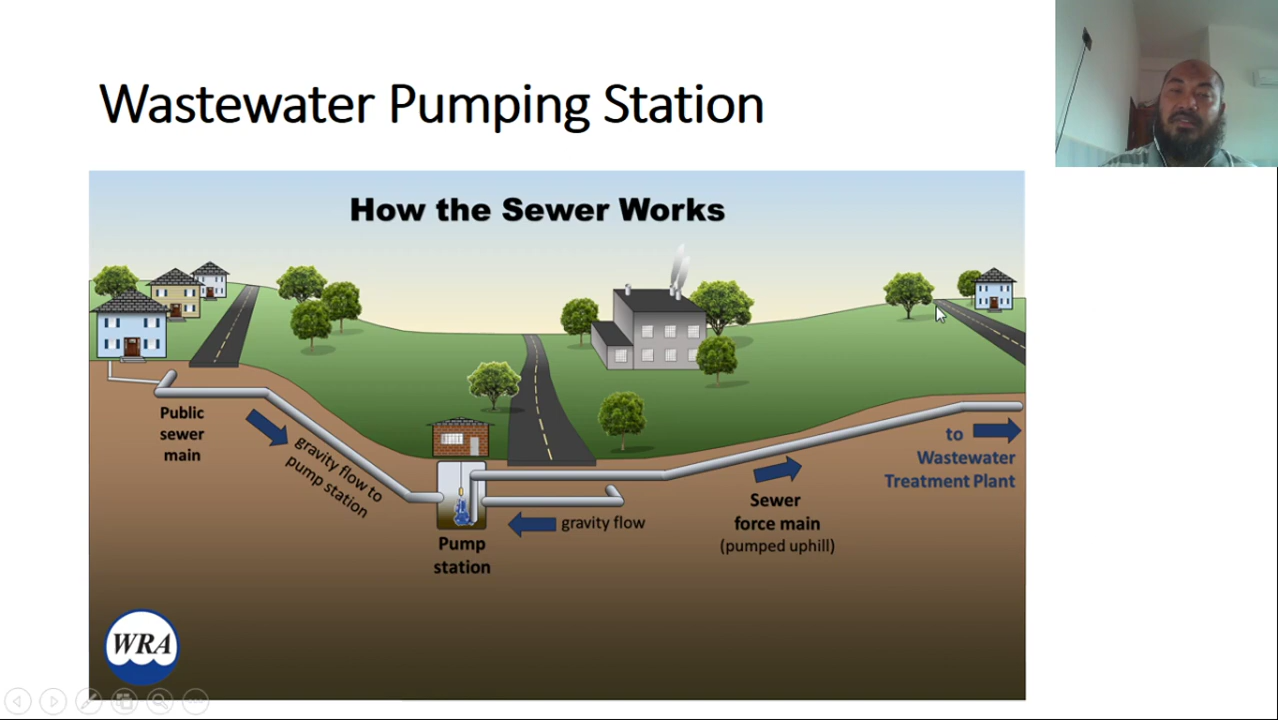 Wastewater Pumping Station
How the Sewer Works
Public
sewer
main
gravity flow to
pump station
Pump
station
gravity flow
Sewer
force main
(pumped uphill)
to
Wastewater
Treatment Plant
WRA